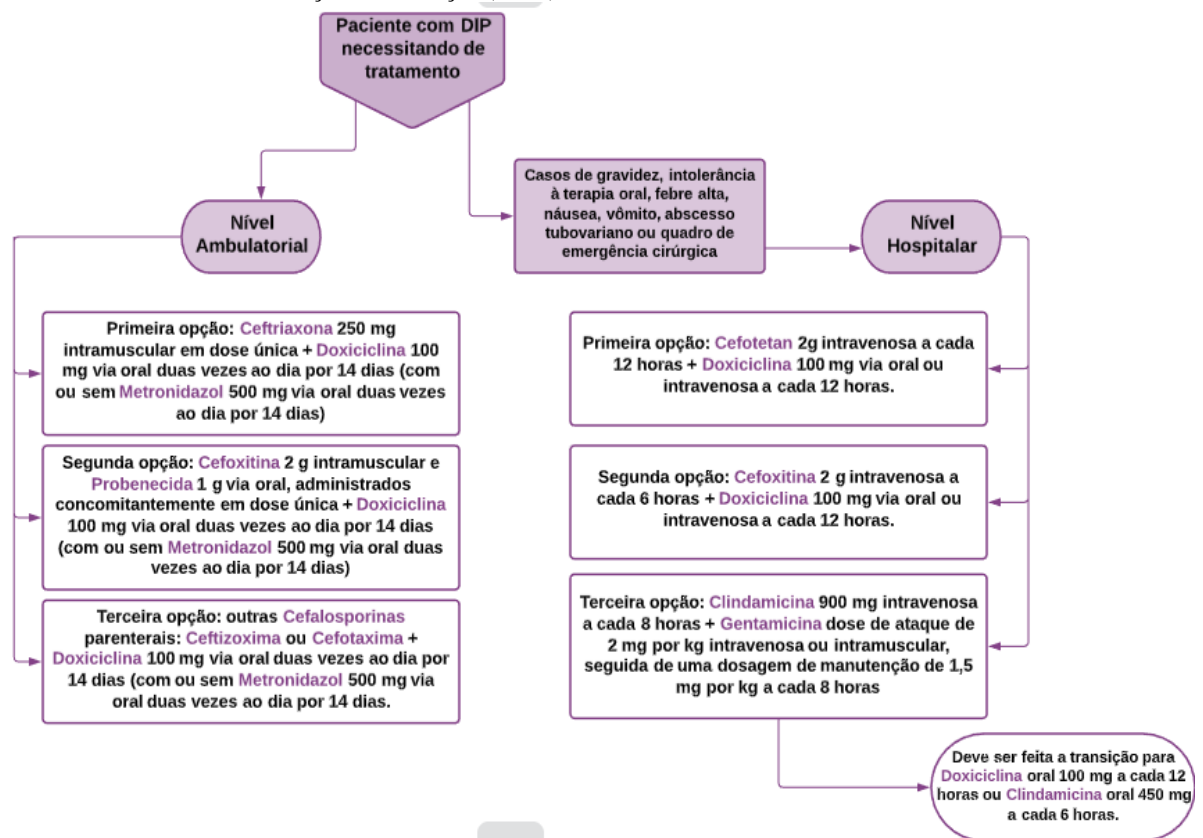 Paciente com DIP
necessitando de
tratamento
Casos de gravidez, intolerância
à terapia oral, febre alta,
náusea, vômito, abscesso
tubovariano ou quadro de
emergência cirúrgica
Nível
Ambulatorial
Nível
Hospitalar
Primeira opção: Ceftriaxona 250 mg
intramuscular em dose única + Doxiciclina 100
mg via oral duas vezes ao dia por 14 dias (com
ou sem Metronidazol 500 mg via oral duas vezes
ao dia por 14 dias)
Segunda opção: Cefoxitina 2 g intramuscular e
Probenecida 1 g via oral, administrados
concomitantemente em dose única + Doxiciclina
100 mg via oral duas vezes ao dia por 14 dias
(com ou sem Metronidazol 500 mg via oral duas
vezes ao dia por 14 dias)
Terceira opção: outras Cefalosporinas
parenterais: Ceftizoxima ou Cefotaxima +
Doxiciclina 100 mg via oral duas vezes ao dia por
14 dias (com ou sem Metronidazol 500 mg via
oral duas vezes ao dia por 14 dias.
Primeira opção: Cefotetan 2g intravenosa a cada
12 horas + Doxiciclina 100 mg via oral ou
intravenosa a cada 12 horas.
Segunda opção: Cefoxitina 2 g intravenosa a
cada 6 horas + Doxiciclina 100 mg via oral ou
intravenosa a cada 12 horas.
Terceira opção: Clindamicina 900 mg intravenosa
a cada 8 horas + Gentamicina dose de ataque de
2 mg por kg intravenosa ou intramuscular,
seguida de uma dosagem de manutenção de 1,5
mg por kg a cada 8 horas
Deve ser feita a transição para
Doxiciclina oral 100 mg a cada 12
horas ou Clindamicina oral 450 mg
a cada 6 horas.